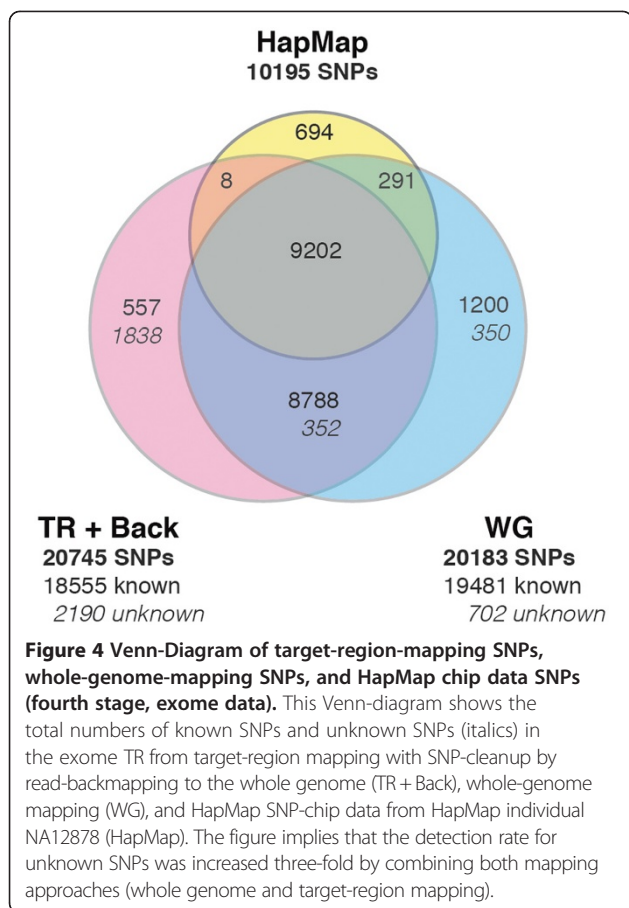 HapMap
10195 SNPs
694
8
291
9202
557
1838
1200
350
8788
352
TR + Back
20745 SNPs
18555 known
2190 unknown
WG
20183 SNPs
19481 known
702 unknown
Figure 4 Venn-Diagram of target-region-mapping SNPs,
whole-genome-mapping SNPs, and HapMap chip data SNPs
(fourth stage, exome data). This Venn-diagram shows the
total numbers of known SNPs and unknown SNPs (italics) in
the exome TR from target-region mapping with SNP-cleanup by
read-backmapping to the whole genome (TR + Back), whole-genome
mapping (WG), and HapMap SNP-chip data from HapMap individual
NA12878 (HapMap). The figure implies that the detection rate for
unknown SNPs was increased three-fold by combining both mapping
approaches (whole genome and target-region mapping).